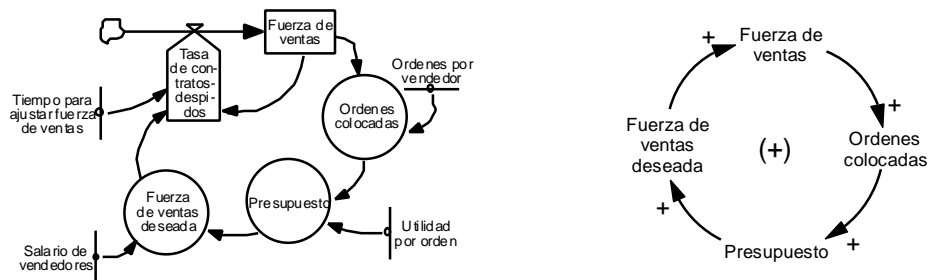 Fuerza de
ventas
Tasa
de con-
tratos-
despi-
dos
Ordenes por
vendedor
Tiempo para
ajustar fuerza
de ventas
Ordenes
colocadas
Fuerza
de ventas
deseada
Presupuesto
Utilidad
por orden
Salario de
vendedores
+
Fuerza de
ventas
+
Ordenes
colocadas
Fuerza de
ventas
deseada
(+)
+
Presupuesto
+